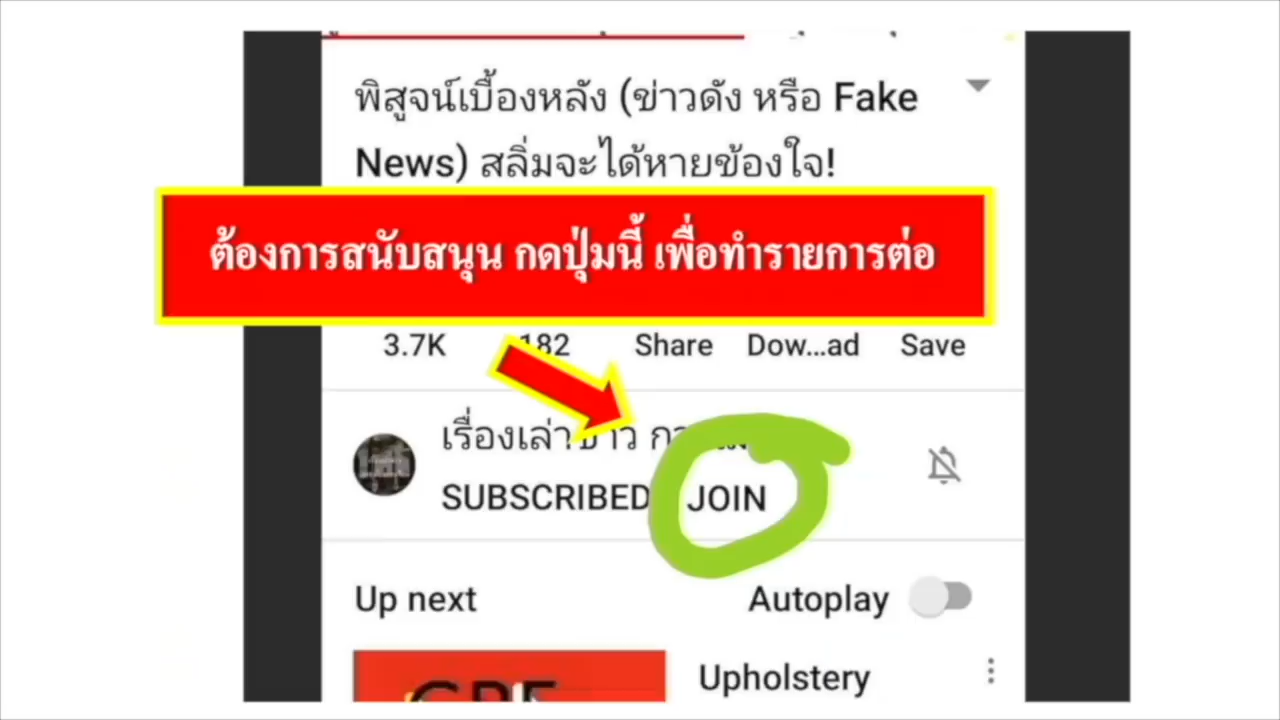 พิสูจน์เบื้องหลัง (ข่าวดัง หรือ Fake
News) สลิ่มจะได้หายข้องใจ!
ต้องการสนับสนุน กดปุ่มนี้ เพื่อทำรายการต่อ
3.7K 182 Share Dow...ad Save
เรื่องเล่าข่าว
SUBSCRIBED JOIN
Up next Autoplay
Upholstery